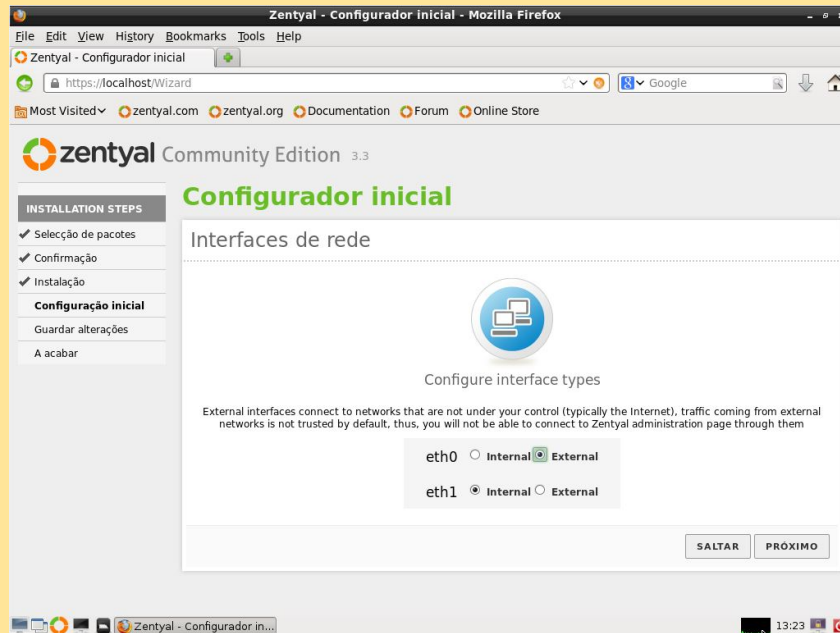 Zentyal - Configurador inicial - Mozilla Firefox
File Edit View History Bookmarks Tools Help
Zentyal - Configurador inicial
https://localhost/Wizard
Google
Most Visited zentyal.com zentyal.org Documentation Forum Online Store
zentyal Community Edition 3.3
INSTALLATION STEPS
Selecção de pacotes
Confirmação
Instalação
Configuração inicial
Guardar alterações
A acabar
Configurador inicial
Interfaces de rede
Configure interface types
External interfaces connect to networks that are not under your control (typically the Internet), traffic coming from external
networks is not trusted by default, thus, you will not be able to connect to Zentyal administration page through them
eth0 Internal External
eth1 Internal External
SALTAR PRÓXIMO
Zentyal - Configurador in...
13:23